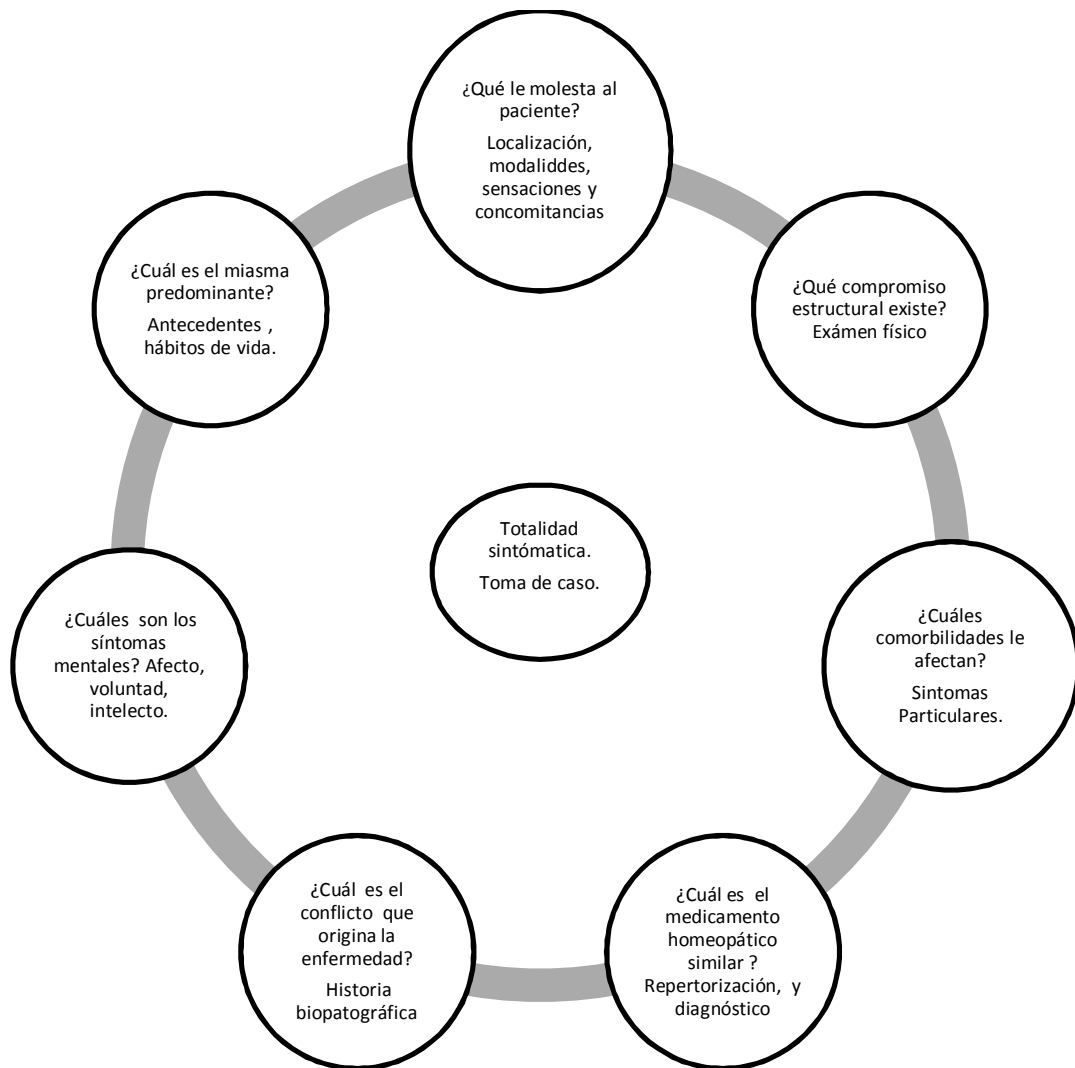 ¿Qué le molesta al
paciente?
Localización,
modaliddes,
sensaciones y
concomitancias
¿Qué compromiso
estructural existe?
Exámen físico
¿Cuáles
comorbilidades le
afectan?
Sintomas
Particulares.
¿Cuál es el
medicamento
homeopático
similar ?
Repertorización, y
diagnóstico
¿Cuál es el
conflicto que
origina la
enfermedad?
Historia
biopatográfica
¿Cuáles son los
síntomas
mentales? Afecto,
voluntad,
intelecto.
¿Cuál es el miasma
predominante?
Antecedentes ,
hábitos de vida.
Totalidad
sintómatica.
Toma de caso.